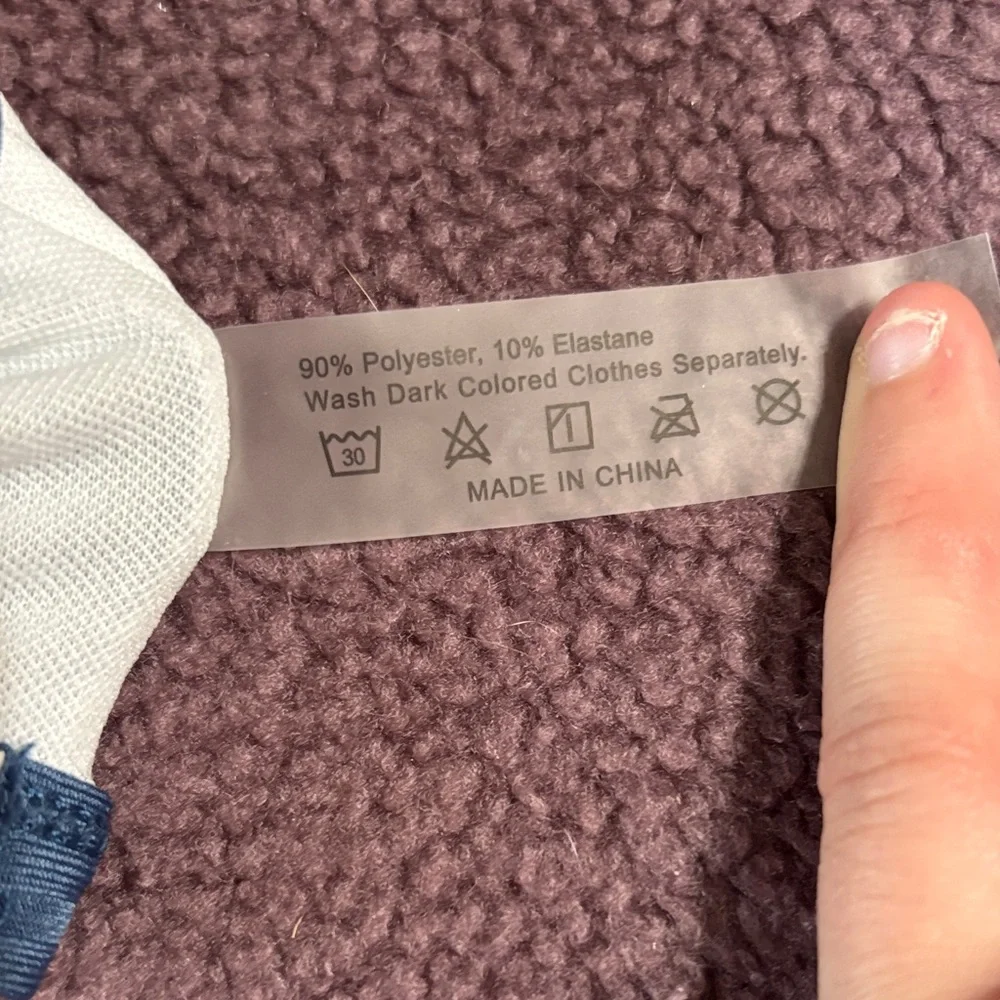 90% Polyester, 10% Elastane
Wash Dark Colored Clothes Separately.
30
MADE IN CHINA